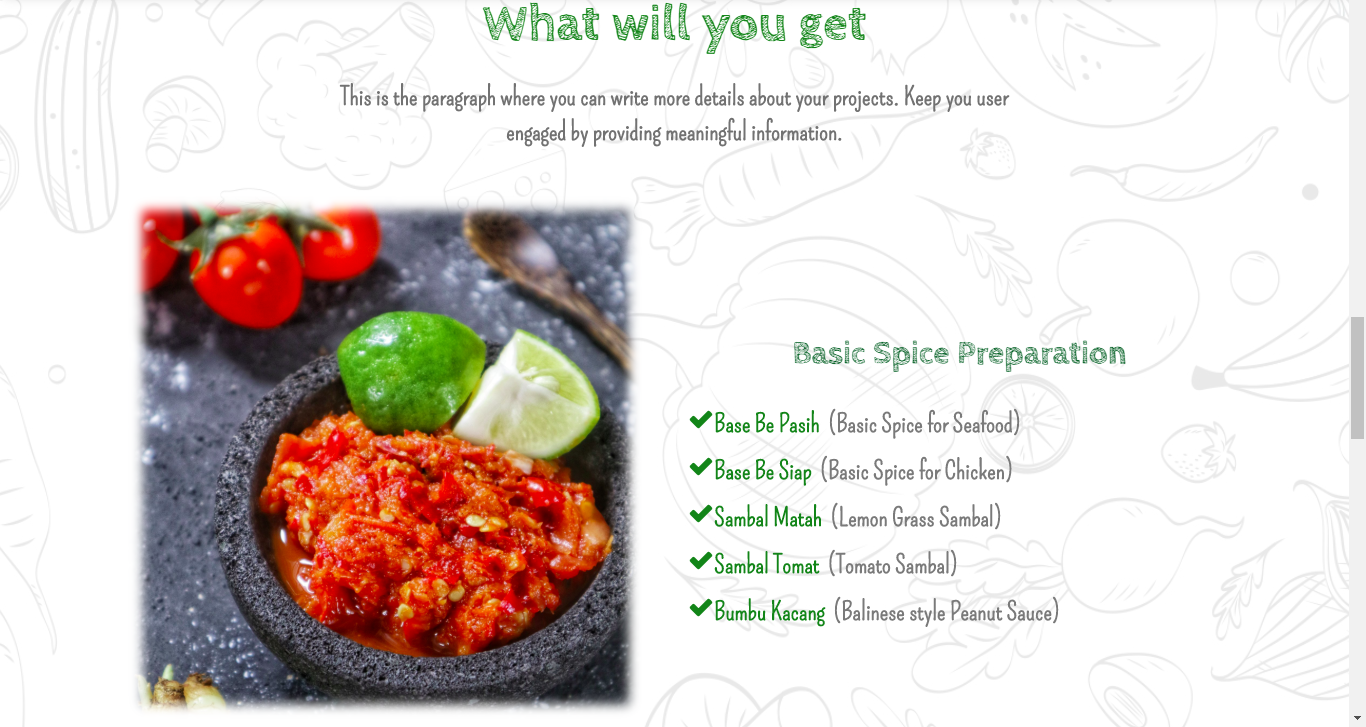 What will you get
This is the paragraph where you can write more details about your projects. Keep you user
engaged by providing meaningful information.
Basic Spice Preparation
Base Be Pasih (Basic Spice for Seafood)
Base Be Siap (Basic Spice for Chicken)
Sambal Matah (Lemon Grass Sambal)
Sambal Tomat (Tomato Sambal)
Bumbu Kacang (Balinese style Peanut Sauce)